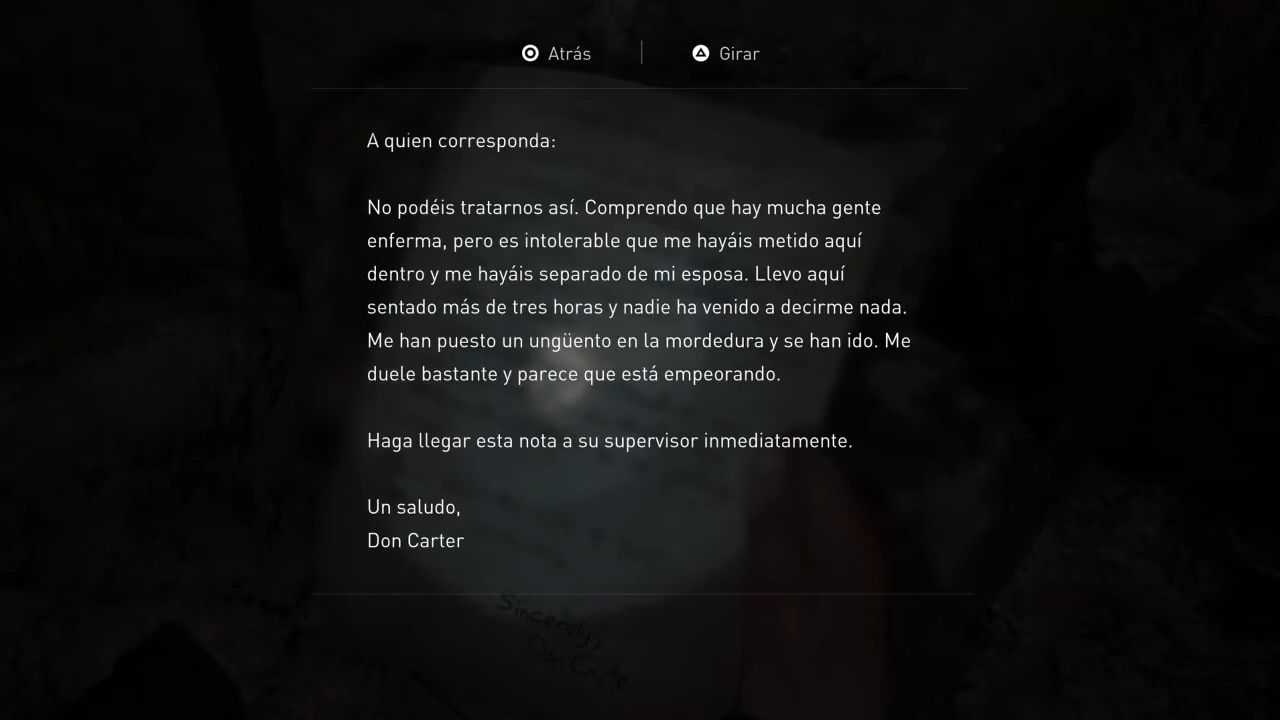 Atrás
Girar
A quien corresponda:
No podéis tratarnos así. Comprendo que hay mucha gente
enferma, pero es intolerable que me hayáis metido aquí
dentro y me hayáis separado de mi esposa. Llevo aquí
sentado más de tres horas y nadie ha venido a decirme nada.
Me han puesto un ungüento en la mordedura y se han ido. Me
duele bastante y parece que está empeorando.
Haga llegar esta nota a su supervisor inmediatamente.
Un saludo,
Don Carter
Sincerely,
Don Carter